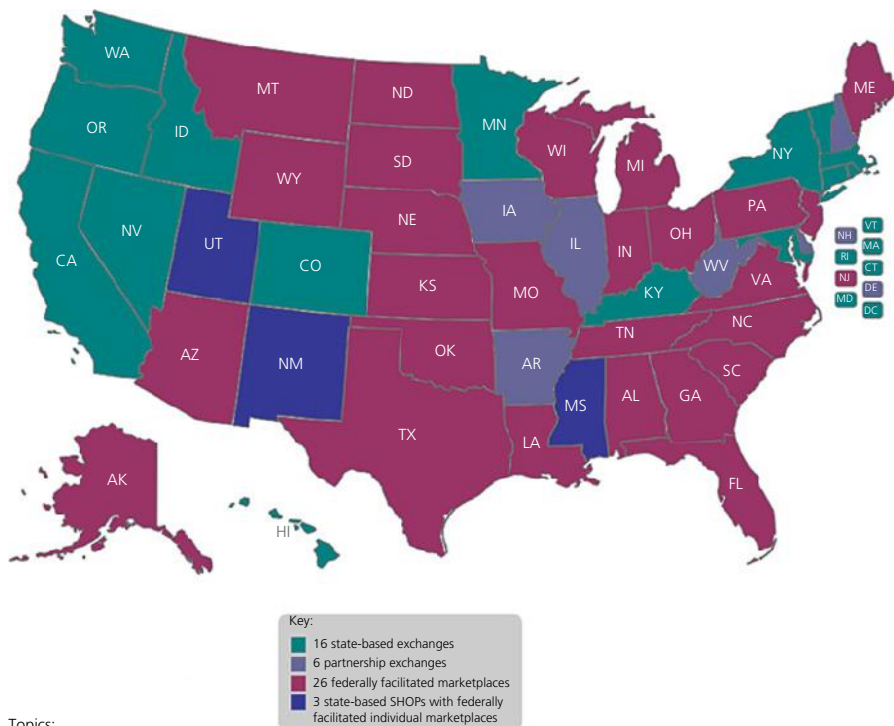 WA
MT
ND
ME
OR
ID
MN
NY
WI
SD
MI
WY
PA
IA
NE
OH
NV
IL
IN
UT
CA
CO
WV
VA
KS
MO
KY
NC
TN
AZ
OK
NM
AR
SC
MS
AL
GA
TX
LA
AK
FL
HI
VT
NH
MA
RI
CT
NJ
DE
MD
DC
Key:
16 state-based exchanges
6 partnership exchanges
26 federally facilitated marketplaces
3 state-based SHOPs with federally
facilitated individual marketplaces
Topics: